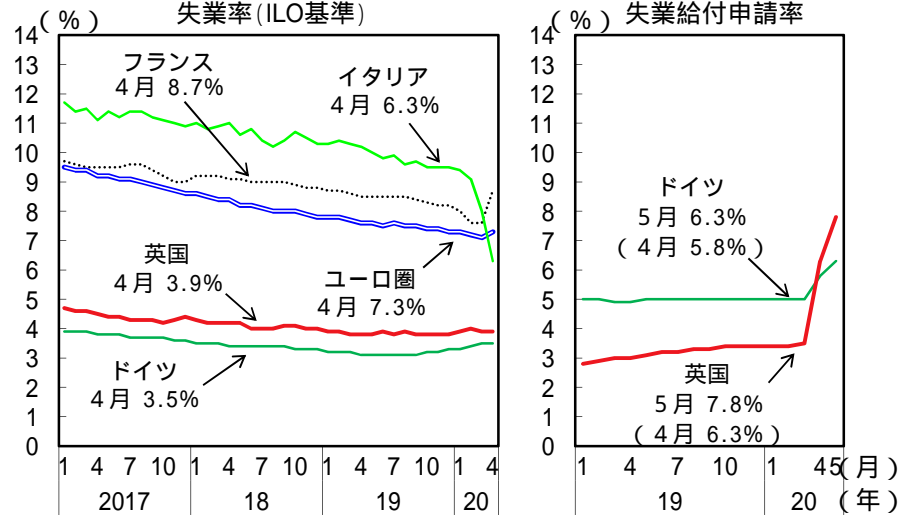 失業率(ILO基準)
(%)
14
13
12
11
10
9
8
7
6
5
4
3
2
1
0
フランス
4月 8.7%
イタリア
4月 6.3%
英国
4月 3.9%
ユーロ圏
4月 7.3%
ドイツ
4月 3.5%
1 4 7 10 1 4 7 10 1 4 7 10 1 4
2017 18 19 20
失業給付申請率
(%)
14
13
12
11
10
9
8
7
6
5
4
3
2
1
0
ドイツ
5月 6.3%
(4月 5.8%)
英国
5月 7.8%
(4月 6.3%)
1 4 7 10 1 4 5 (月)
19 20 (年)